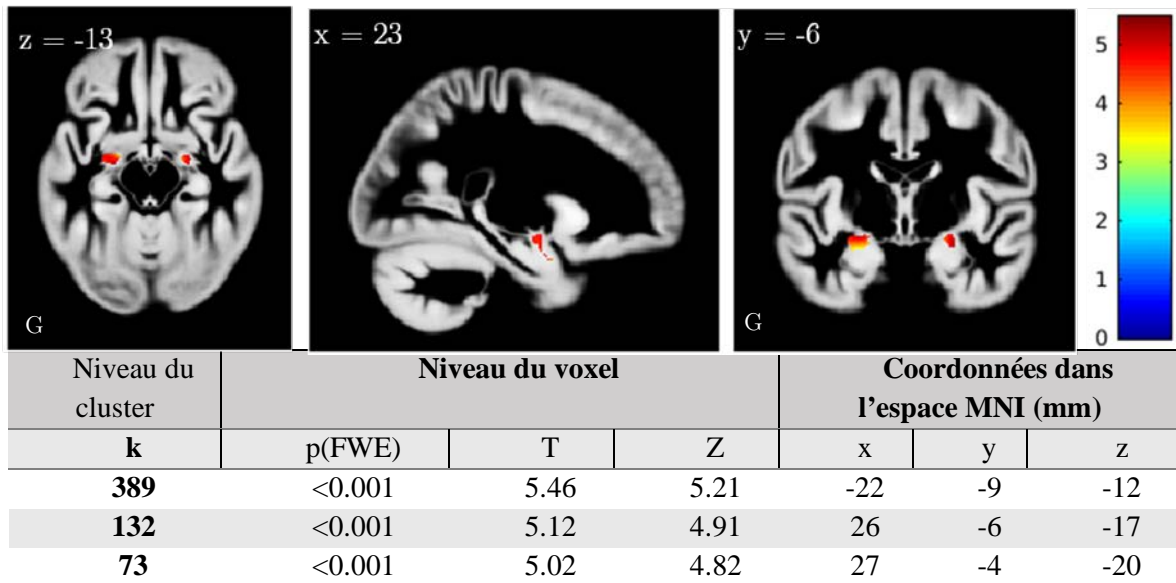 z = -13 x = 23 y = -6
5
4
3
2
1
0
G G
Niveau du cluster Niveau du voxel Coordonnées dans l'espace MNI (mm)
k p(FWE) T Z x y z
389 <0.001 5.46 5.21 -22 -9 -12
132 <0.001 5.12 4.91 26 -6 -17
73 <0.001 5.02 4.82 27 -4 -20